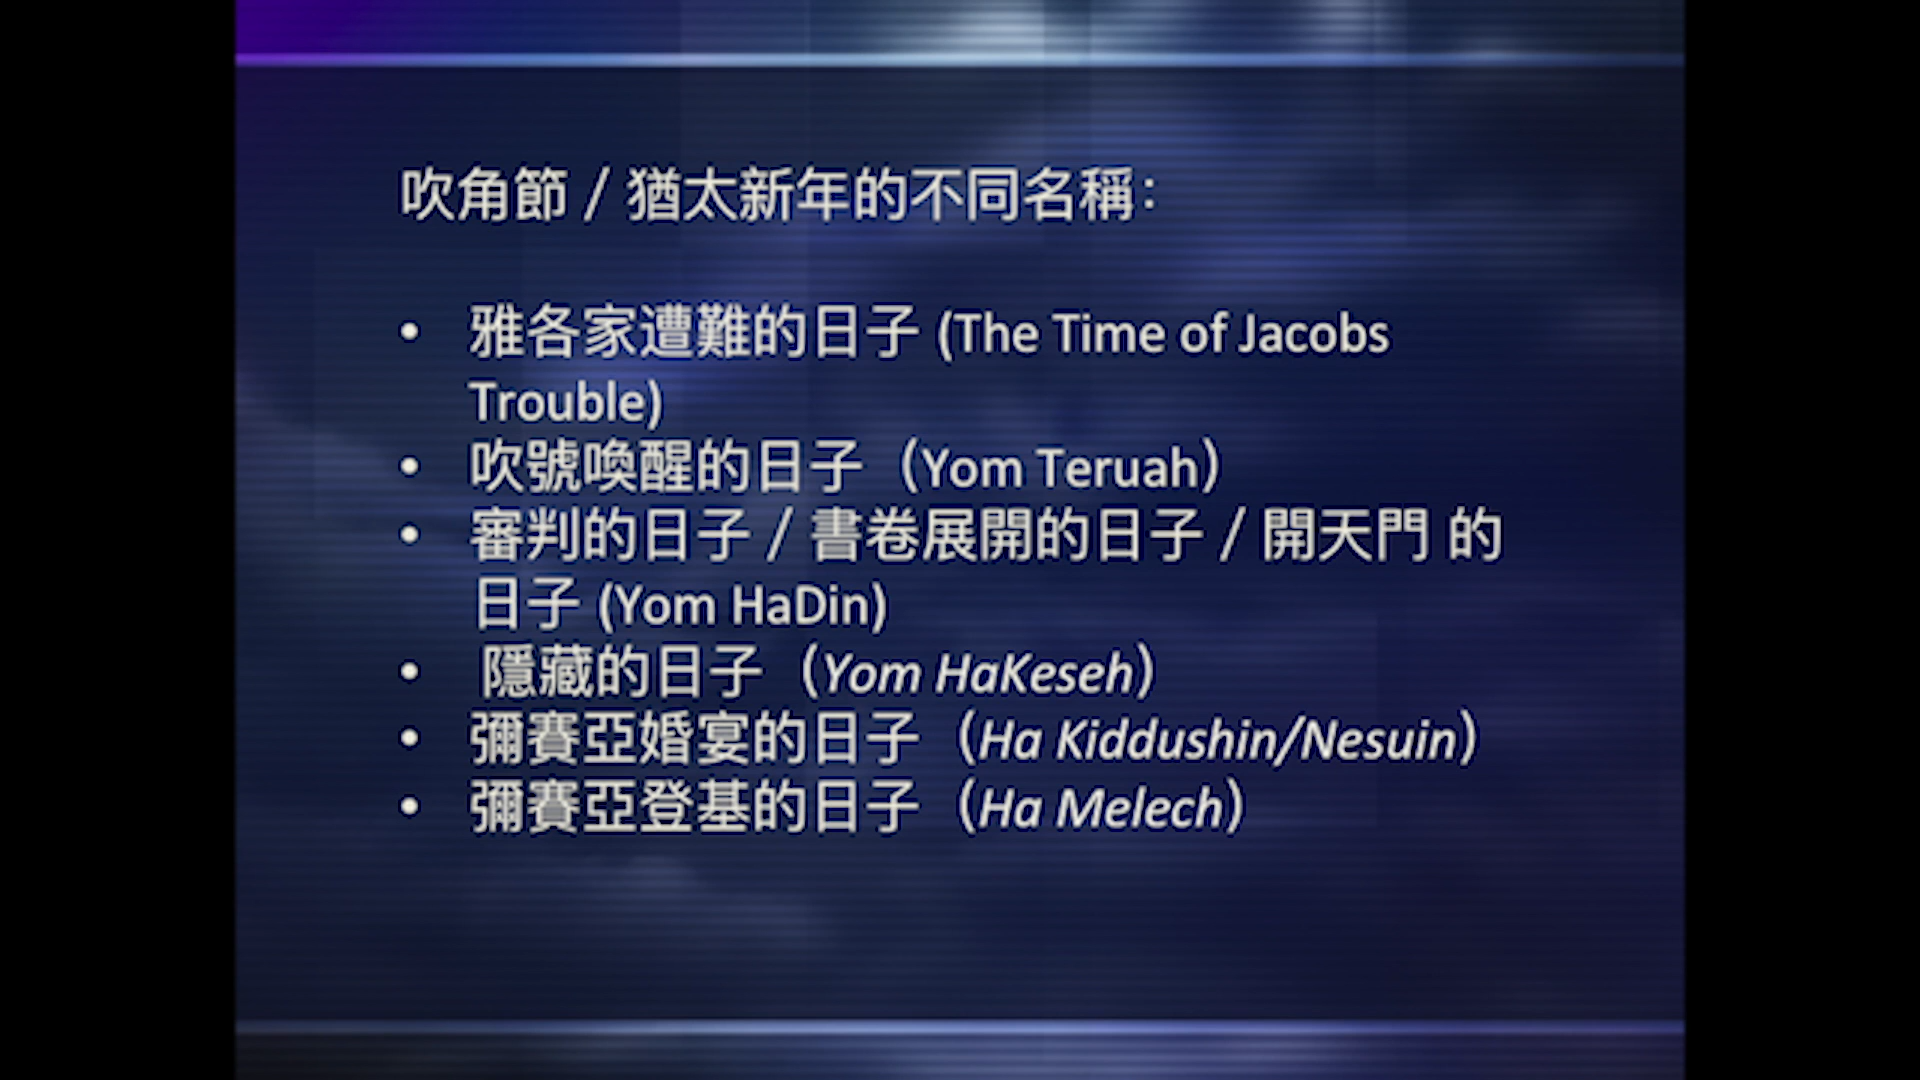 吹角節 / 猶太新年的不同名稱:
• 雅各家遭難的日子 (The Time of Jacobs
Trouble)
• 吹號喚醒的日子（Yom Teruah）
• 審判的日子 / 書卷展開的日子 / 開天門 的
日子 (Yom HaDin)
• 隱藏的日子（Yom HaKeseh）
• 彌賽亞婚宴的日子（Ha Kiddushin/Nesuin）
• 彌賽亞登基的日子（Ha Melech）